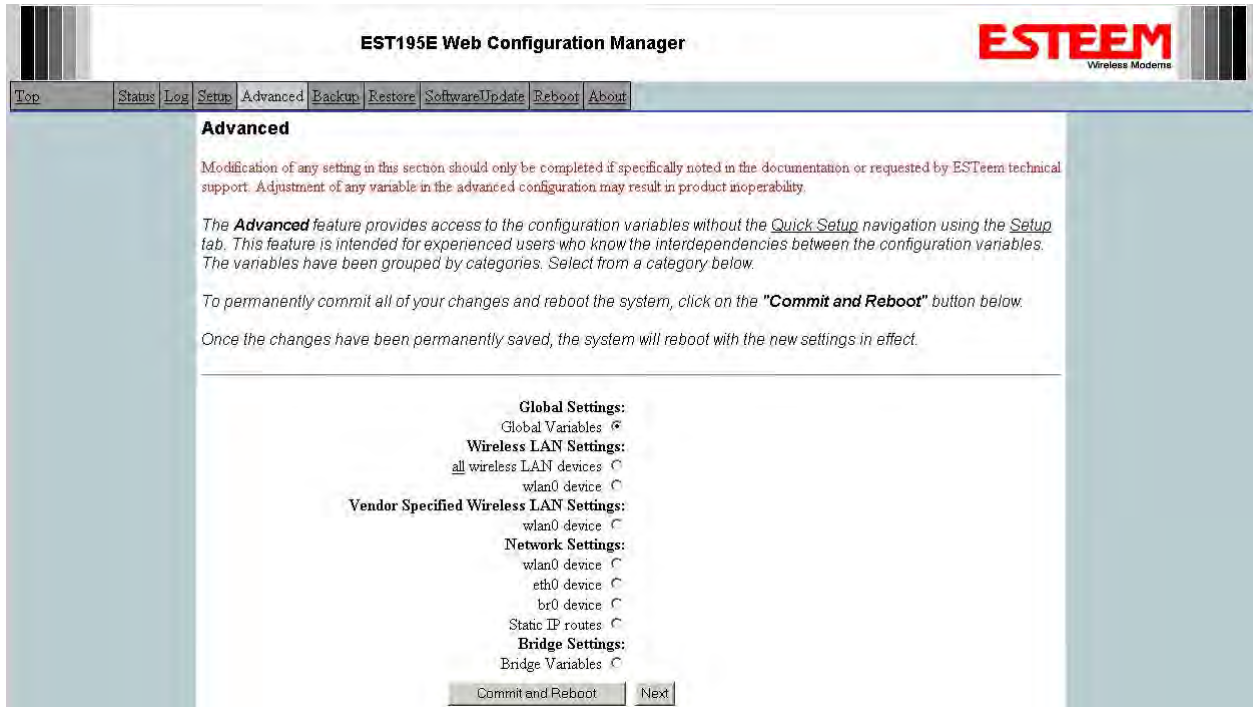 EST195E Web Configuration Manager
ESTEEM
Wireless Modems
Top Status Log Setup Advanced Backup Restore SoftwareUpdate Reboot About
Advanced
Modification of any setting in this section should only be completed if specifically noted in the documentation or requested by ESTeem technical
support. Adjustment of any variable in the advanced configuration may result in product inoperability.
The Advanced feature provides access to the configuration variables without the Quick Setup navigation using the Setup
tab. This feature is intended for experienced users who know the interdependencies between the configuration variables.
The variables have been grouped by categories. Select from a category below.
To permanently commit all of your changes and reboot the system, click on the "Commit and Reboot" button below.
Once the changes have been permanently saved, the system will reboot with the new settings in effect.
Global Settings:
Global Variables
Wireless LAN Settings:
all wireless LAN devices
wlan0 device
Vendor Specified Wireless LAN Settings:
wlan0 device
Network Settings:
wlan0 device
eth0 device
br0 device
Static IP routes
Bridge Settings:
Bridge Variables
Commit and Reboot Next